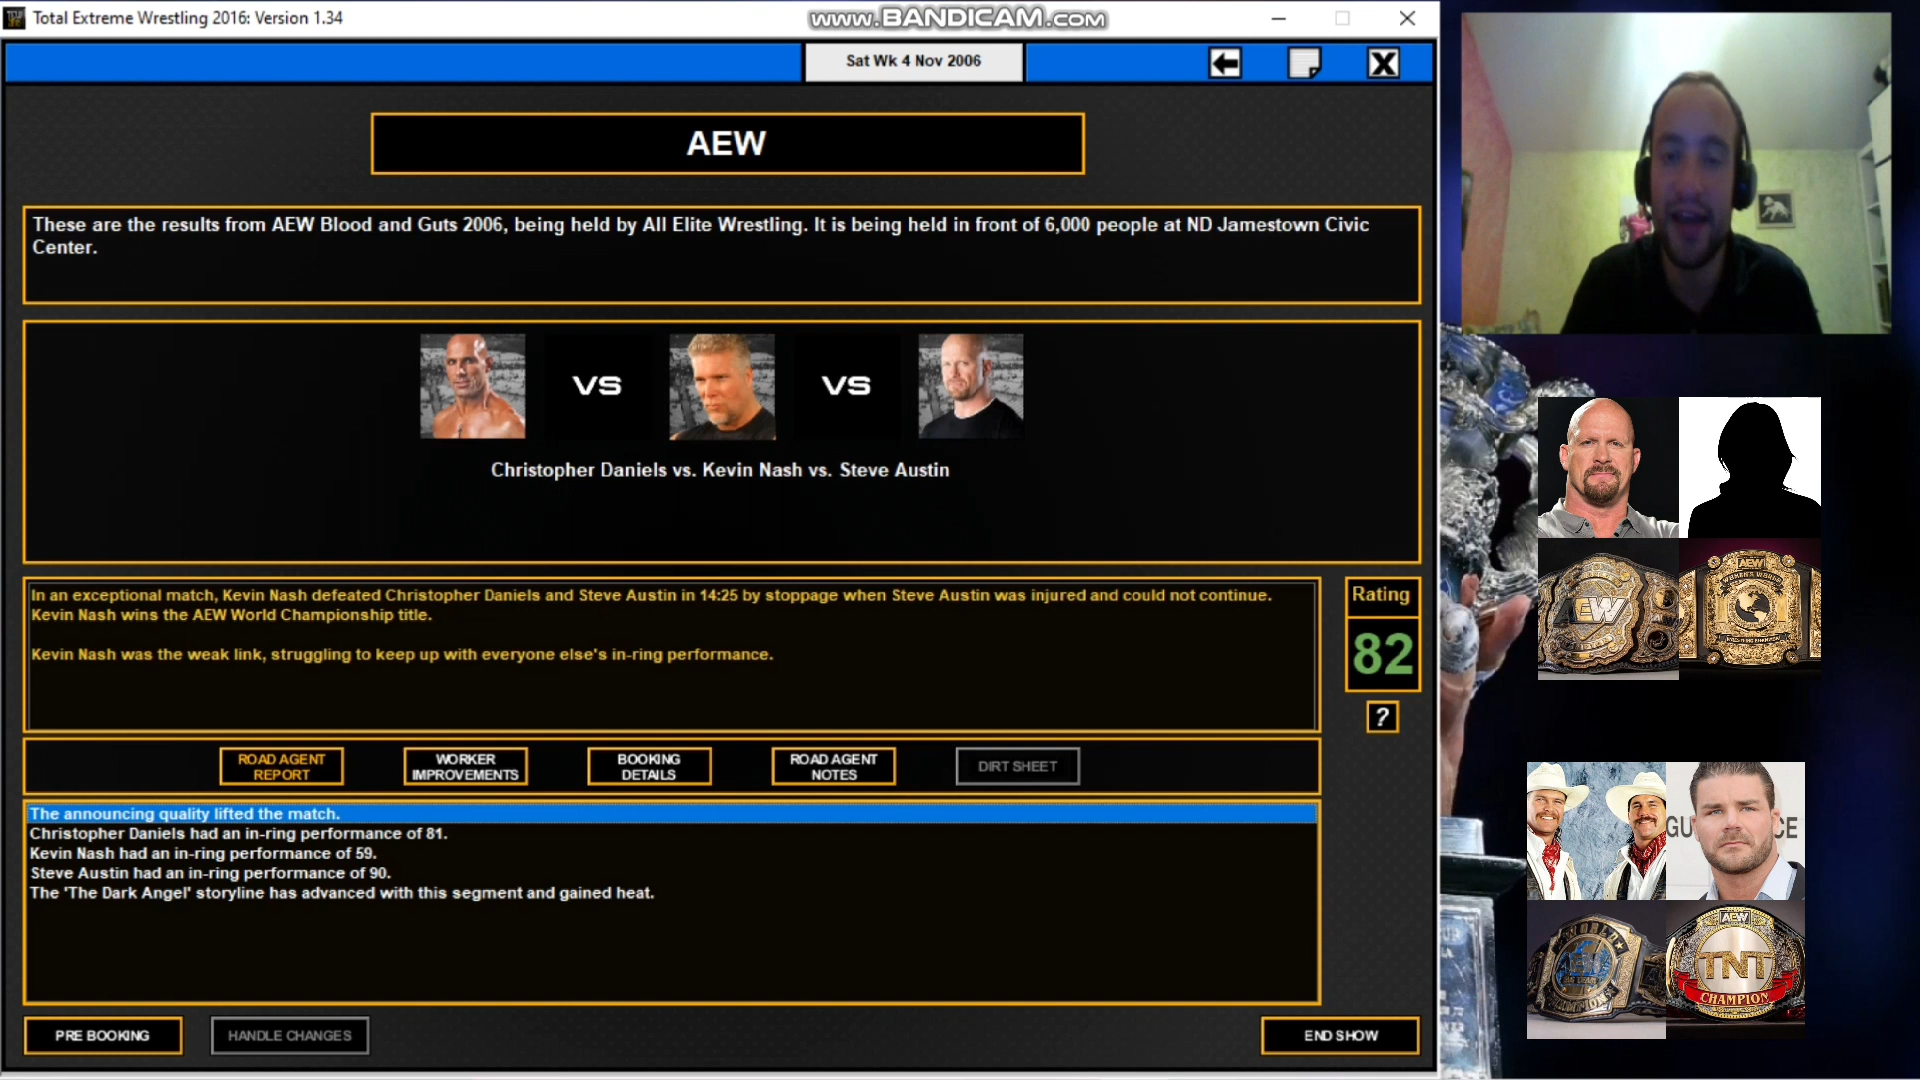 Total Extreme Wrestling 2016: Version 1.34
www.BANDICAM.com
Sat Wk 4 Nov 2006
AEW
These are the results from AEW Blood and Guts 2006, being held by All Elite Wrestling. It is being held in front of 6,000 people at ND Jamestown Civic
Center.
VS
VS
Christopher Daniels vs. Kevin Nash vs. Steve Austin
In an exceptional match, Kevin Nash defeated Christopher Daniels and Steve Austin in 14:25 by stoppage when Steve Austin was injured and could not continue.
Kevin Nash wins the AEW World Championship title.
Kevin Nash was the weak link, struggling to keep up with everyone else's in-ring performance.
Rating
82
?
ROAD AGENT
REPORT
WORKER
IMPROVEMENTS
BOOKING
DETAILS
ROAD AGENT
NOTES
DIRT SHEET
The announcing quality lifted the match.
Christopher Daniels had an in-ring performance of 81.
Kevin Nash had an in-ring performance of 59.
Steve Austin had an in-ring performance of 90.
The 'The Dark Angel' storyline has advanced with this segment and gained heat.
PRE BOOKING
HANDLE CHANGES
END SHOW
AEW
AEW
WOMEN'S WORLD
GU
CE
WORLD
AEW
TNT
CHAMPION